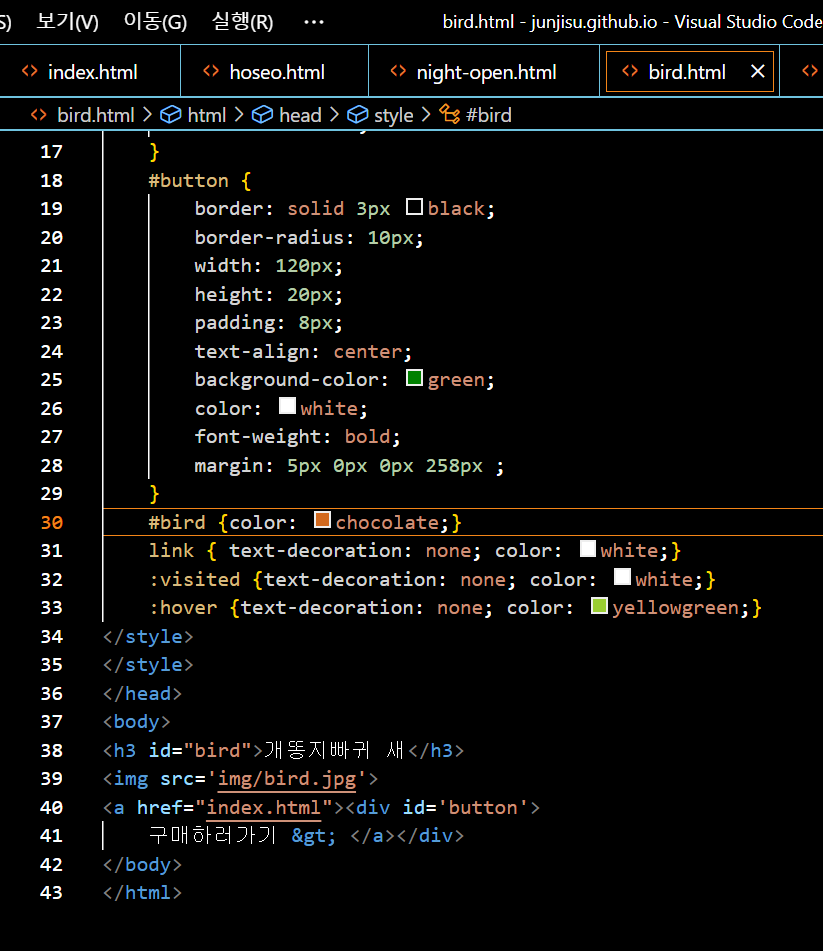 S) 보기(V) 이동(G) 실행(R) ··· bird.html - junjisu.github.io - Visual Studio Code
index.html hoseo.html night-open.html bird.html
bird.html > html > head > style > #bird
17 }
18 #button {
19 border: solid 3px black;
20 border-radius: 10px;
21 width: 120px;
22 height: 20px;
23 padding: 8px;
24 text-align: center;
25 background-color: green;
26 color: white;
27 font-weight: bold;
28 margin: 5px 0px 0px 258px ;
29 }
30 #bird {color: chocolate;}
31 link { text-decoration: none; color: white;}
32 :visited {text-decoration: none; color: white;}
33 :hover {text-decoration: none; color: yellowgreen;}
34 </style>
35 </style>
36 </head>
37 <body>
38 <h3 id="bird">개똥지빠귀 새</h3>
39 <img src='img/bird.jpg'>
40 <a href="index.html"><div id='button'>
41 구매하러가기 &gt; </a></div>
42 </body>
43 </html>